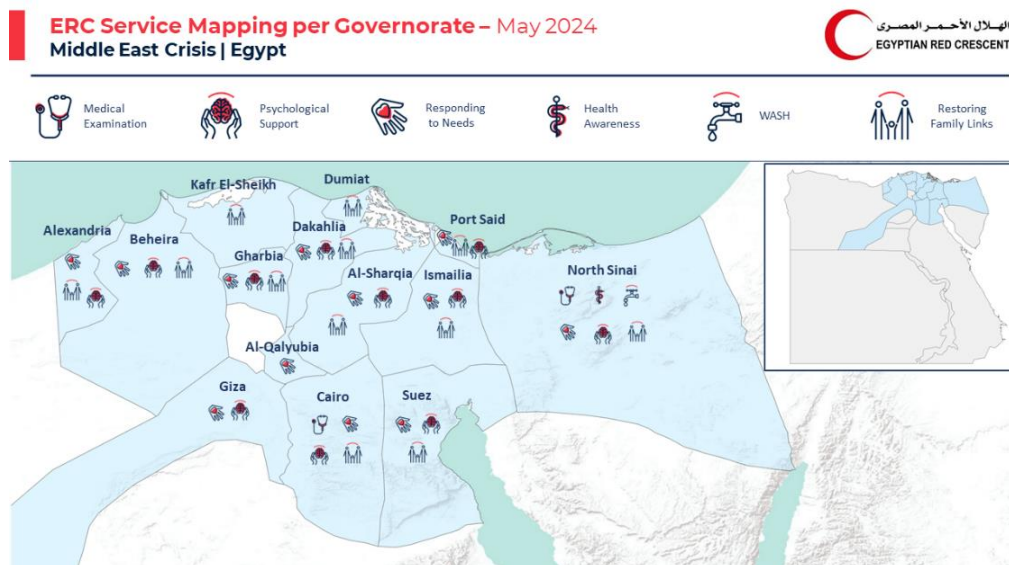 ERC Service Mapping per Governorate – May 2024
Middle East Crisis | Egypt
الهلال الأحمر المصرى
EGYPTIAN RED CRESCENT
Medical
Examination
Psychological
Support
Responding
to Needs
Health
Awareness
WASH
Restoring
Family Links
Kafr El-Sheikh
Dumiat
Alexandria
Beheira
Dakahlia
Port Said
Gharbia
Al-Sharqia
Ismailia
North Sinai
Al-Qalyubia
Giza
Cairo
Suez